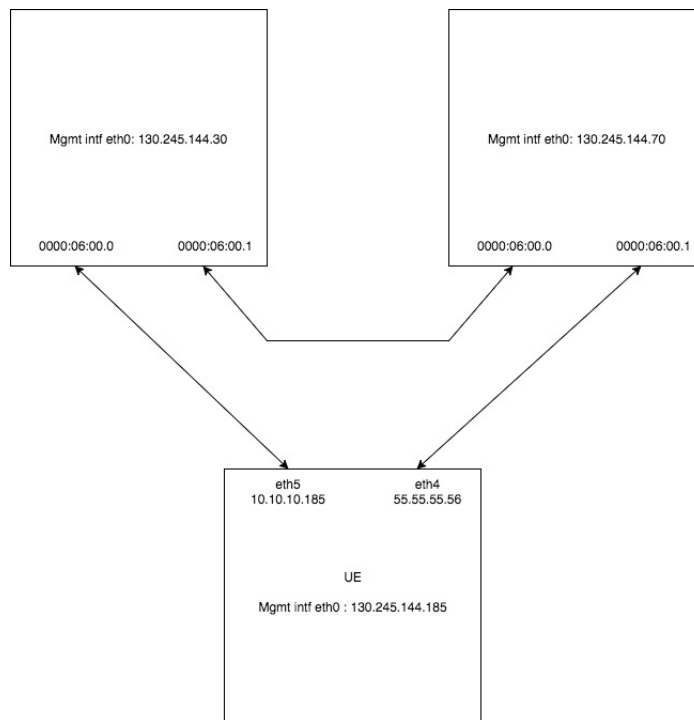 Mgmt intf eth0: 130.245.144.30
Mgmt intf eth0: 130.245.144.70
0000:06:00.0
0000:06:00.1
0000:06:00.0
0000:06:00.1
eth5
10.10.10.185
eth4
55.55.55.56
UE
Mgmt intf eth0 : 130.245.144.185